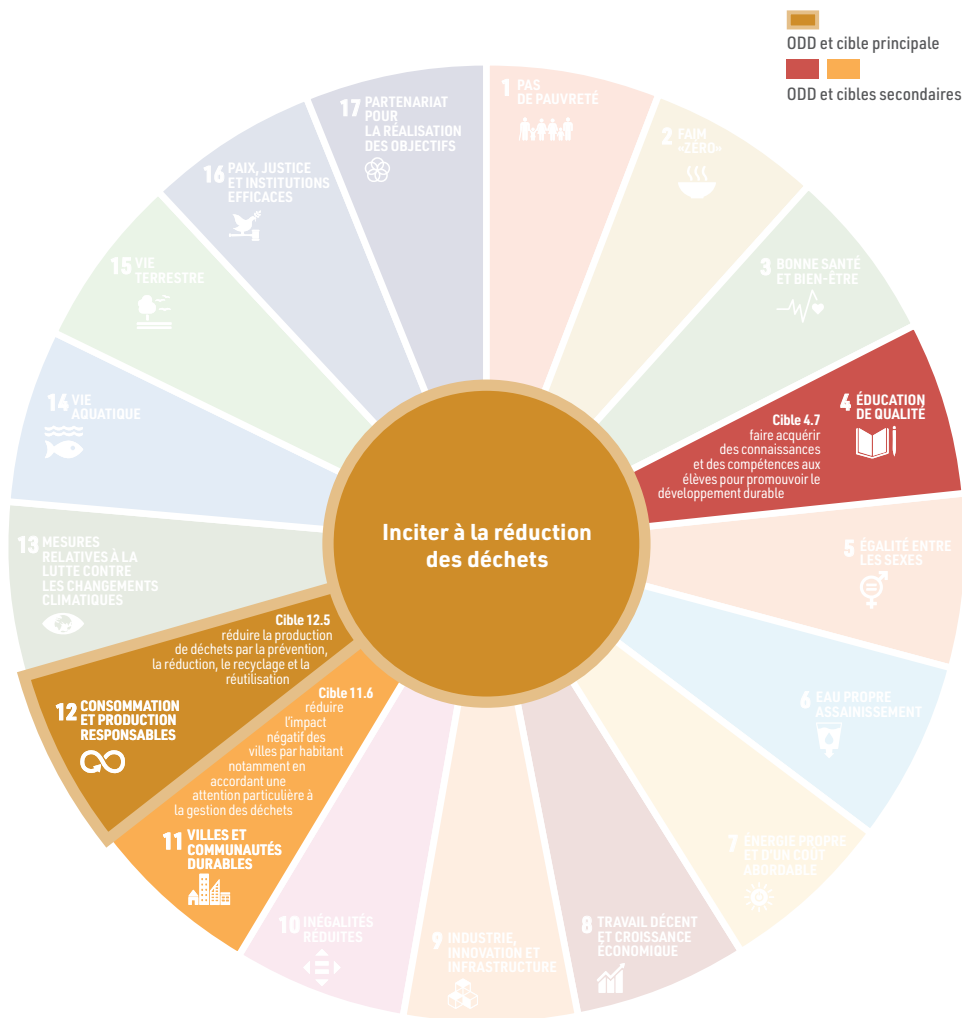 ODD et cible principale
ODD et cibles secondaires
1 PAS
DE PAUVRETÉ
2 FAIM
«ZÉRO»
3 BONNE SANTÉ
ET BIEN-ÊTRE
4 ÉDUCATION
DE QUALITÉ
Cible 4.7
faire acquérir
des connaissances
et des compétences aux
élèves pour promouvoir le
développement durable
5 ÉGALITÉ ENTRE
LES SEXES
6 EAU PROPRE
ASSAINISSEMENT
7 ÉNERGIE PROPRE
ET D'UN COÛT
ABORDABLE
8 TRAVAIL DÉCENT
ET CROISSANCE
ÉCONOMIQUE
9 INDUSTRIE,
INNOVATION ET
INFRASTRUCTURE
10 INÉGALITÉS
RÉDUITES
Cible 11.6
réduire
l'impact
négatif des
villes par habitant
notamment en
accordant une
attention particulière à
la gestion des déchets
11 VILLES ET
COMMUNAUTÉS
DURABLES
Cible 12.5
réduire la production
de déchets par la prévention,
la réduction, le recyclage et la
réutilisation
12 CONSOMMATION
ET PRODUCTION
RESPONSABLES
13 MESURES
RELATIVES À LA
LUTTE CONTRE
LES CHANGEMENTS
CLIMATIQUES
14 VIE
AQUATIQUE
15 VIE
TERRESTRE
16 PAIX, JUSTICE
ET INSTITUTIONS
EFFICACES
17 PARTENARIAT
POUR
LA RÉALISATION
DES OBJECTIFS
Inciter à la réduction
des déchets